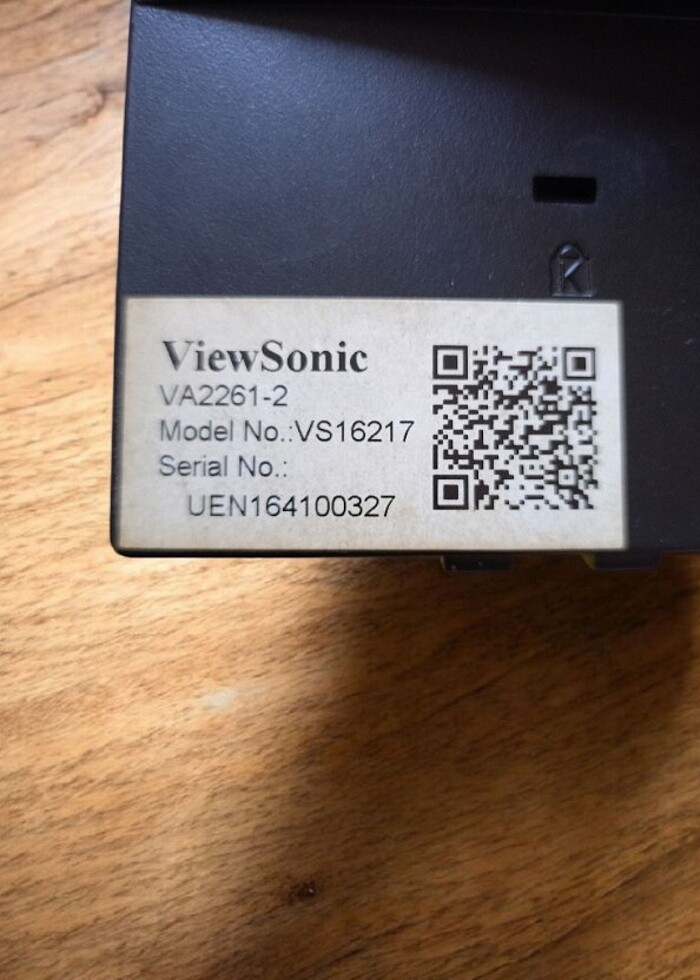 ViewSonic
VA2261-2
Model No.:VS16217
Serial No.:
UEN164100327